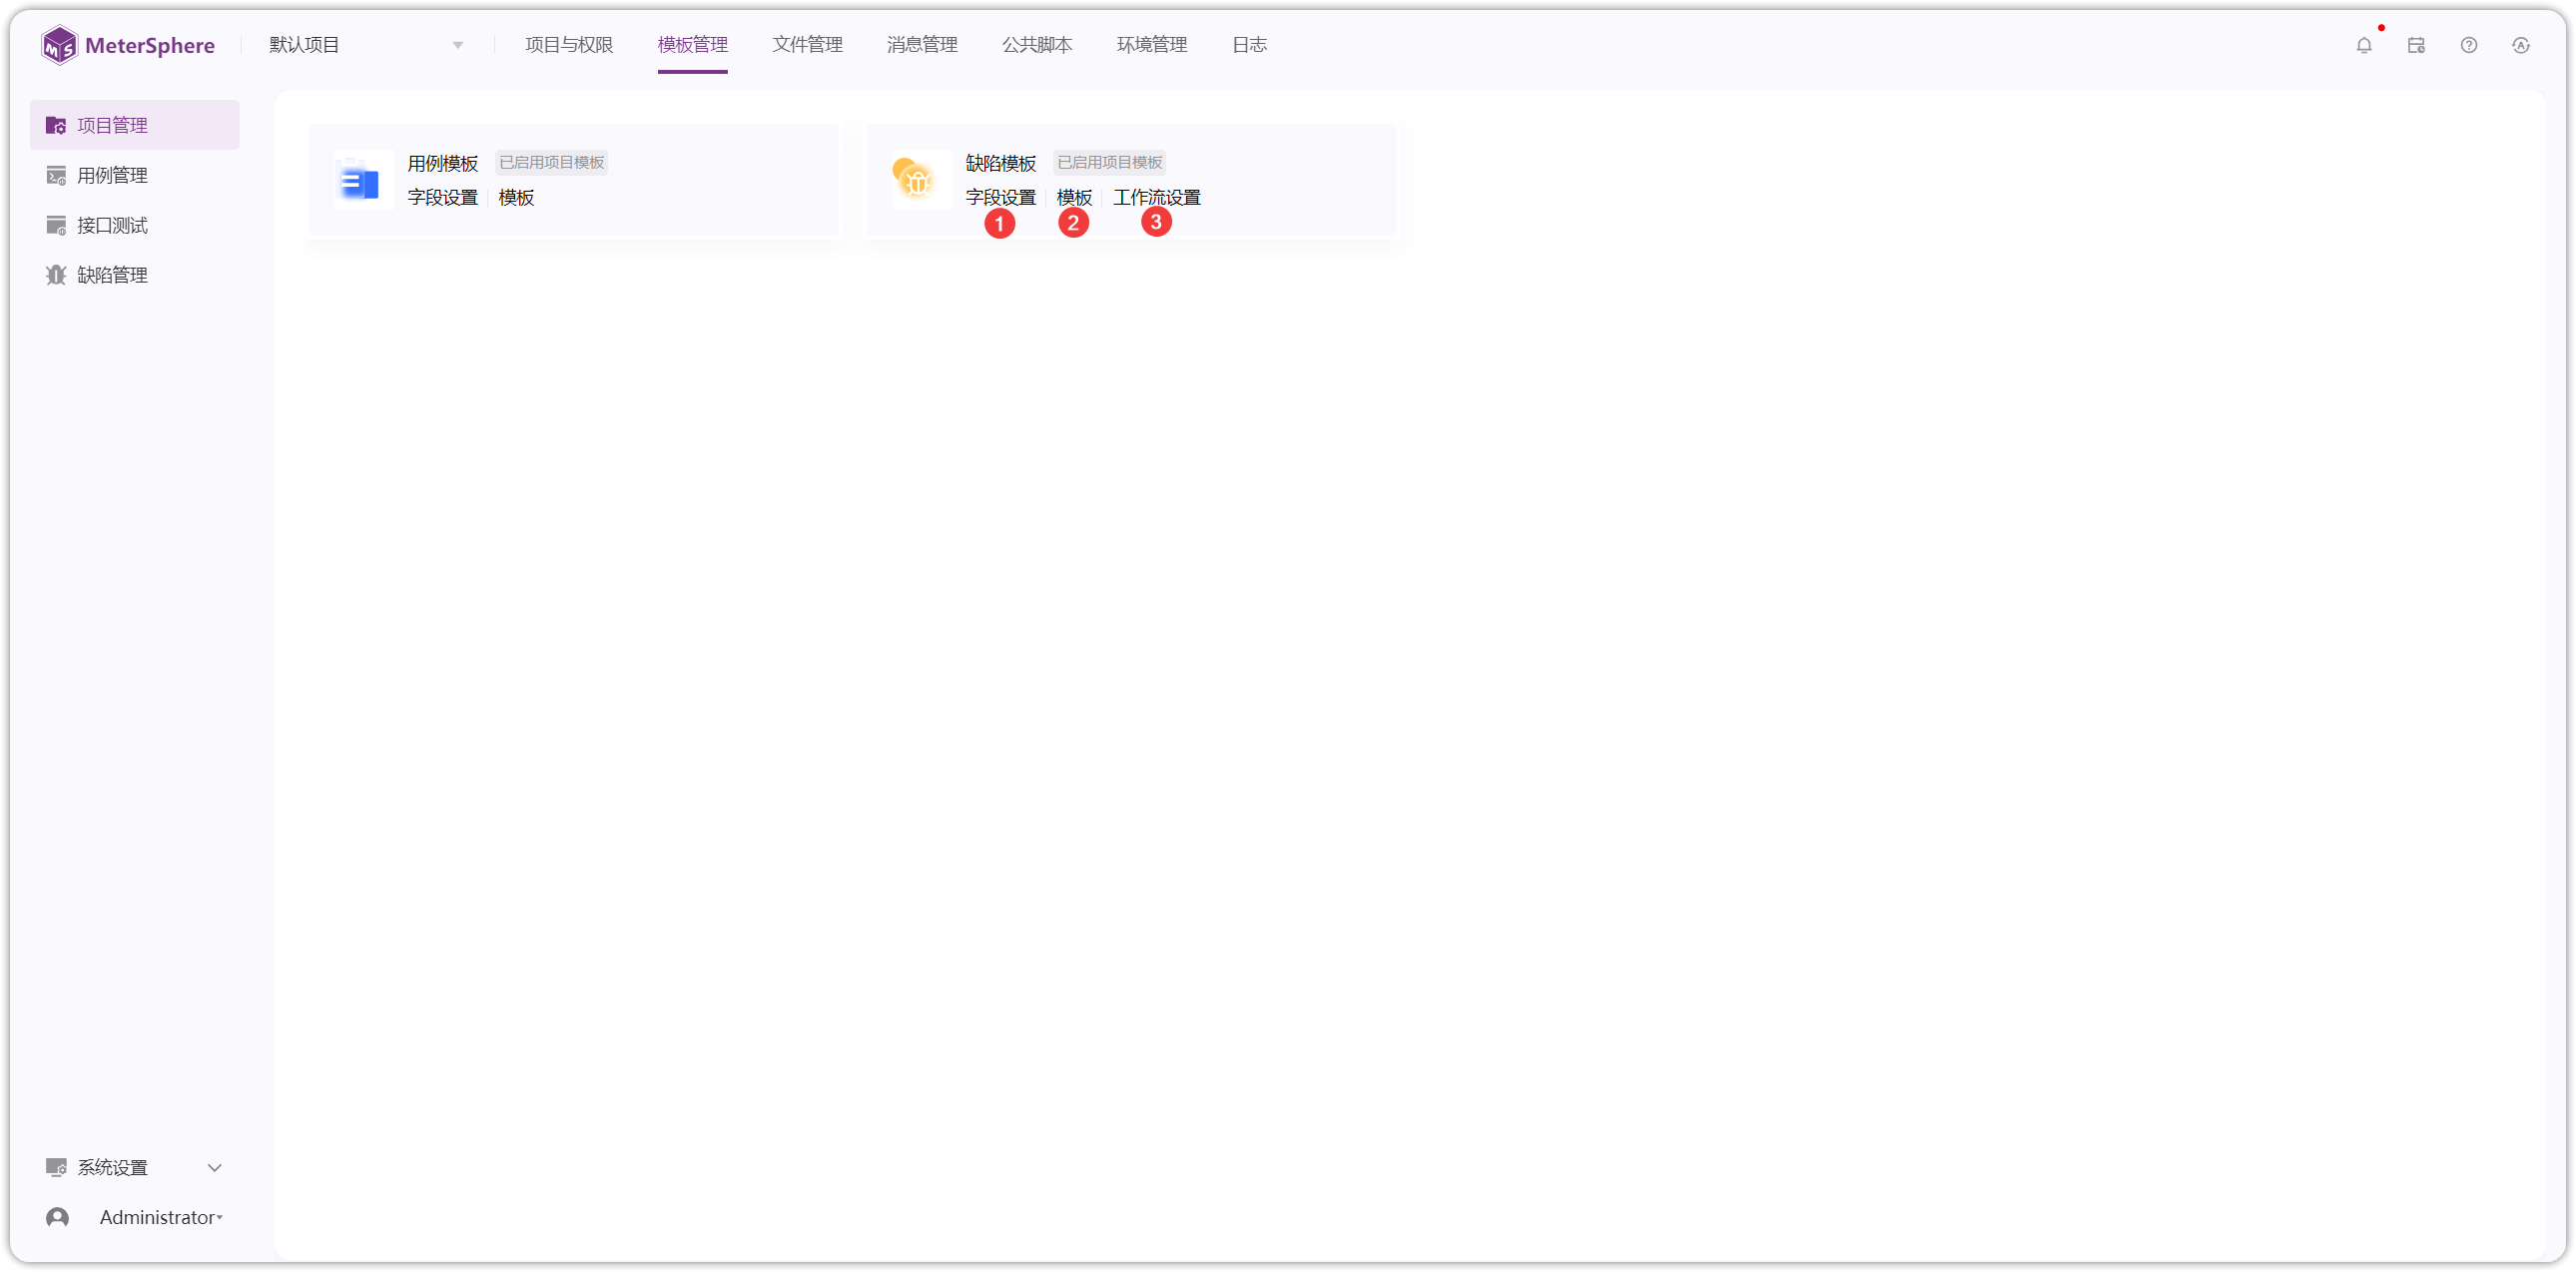 MeterSphere
默认项目
项目与权限
模板管理
文件管理
消息管理
公共脚本
环境管理
日志
项目管理
用例管理
接口测试
缺陷管理
用例模板 已启用项目模板
字段设置 模板
缺陷模板 已启用项目模板
字段设置 模板 工作流设置
1 2 3
系统设置
Administrator